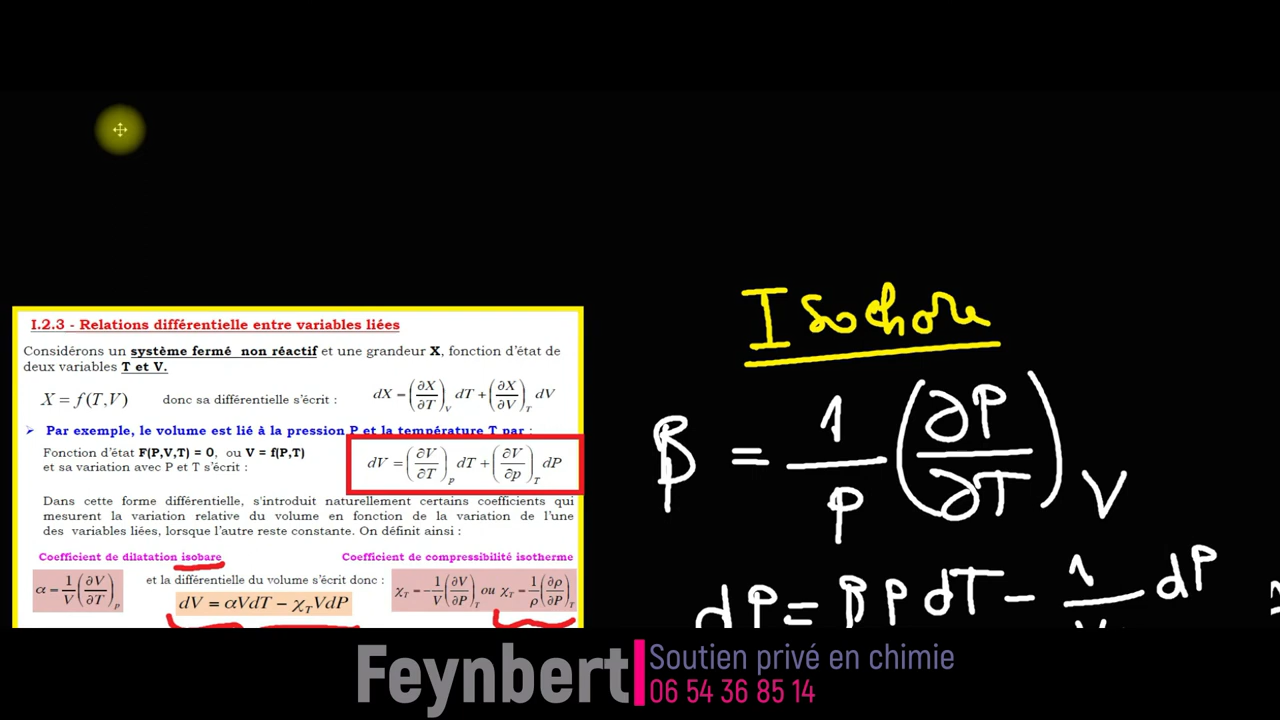 I.2.3 - Relations différentielle entre variables liées
Considérons un système fermé non réactif et une grandeur X, fonction d'état de
deux variables T et V.
X = f(T,V) donc sa différentielle s'écrit : dX = (∂X/∂T)_V dT + (∂X/∂V)_T dV
➢ Par exemple, le volume est lié à la pression P et la température T par :
Fonction d'état F(P,V,T) = 0, ou V = f(P,T)
et sa variation avec P et T s'écrit :
dV = (∂V/∂T)_p dT + (∂V/∂p)_T dP
Dans cette forme différentielle, s'introduit naturellement certains coefficients qui
mesurent la variation relative du volume en fonction de la variation de l'une
des variables liées, lorsque l'autre reste constante. On définit ainsi :
Coefficient de dilatation isobare
Coefficient de compressibilité isotherme
α = 1/V (∂V/∂T)_p
et la différentielle du volume s'écrit donc :
dV = αVdT − χ_T VdP
χ_T = −1/V (∂V/∂P)_T ou χ_T = 1/ρ (∂ρ/∂P)_T
Isochore
β = 1/P (∂P/∂T)_V
dP = β P dT − 1/ dP
Feynbert
Soutien privé en chimie
06 54 36 85 14